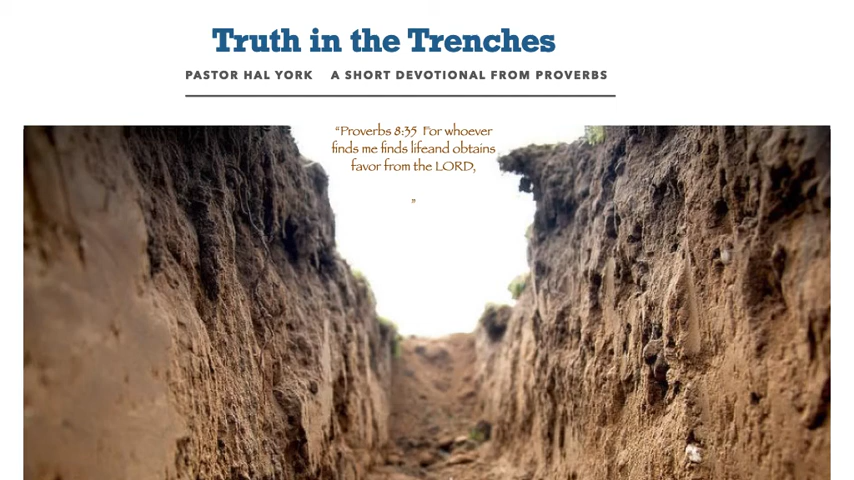 Truth in the Trenches
PASTOR HAL YORK A SHORT DEVOTIONAL FROM PROVERBS
“Proverbs 8:35 For whoever
finds me finds lifeand obtains
favor from the LORD,
”